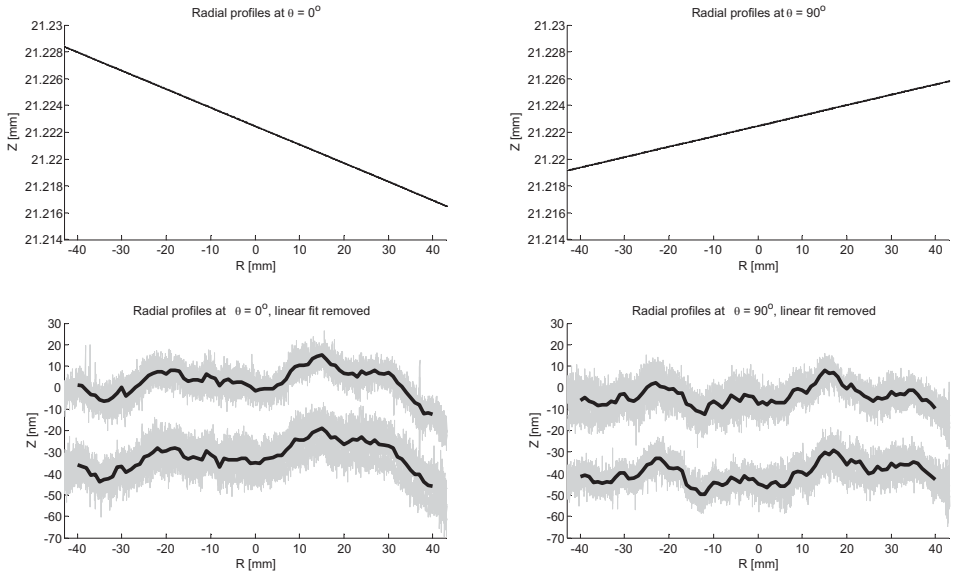 Radial profiles at θ = 0°
21.23
21.228
21.226
21.224
21.222
21.22
21.218
21.216
21.214
Z [mm]
-40 -30 -20 -10 0 10 20 30 40
R [mm]
Radial profiles at θ = 90°
21.23
21.228
21.226
21.224
21.222
21.22
21.218
21.216
21.214
Z [mm]
-40 -30 -20 -10 0 10 20 30 40
R [mm]
Radial profiles at θ = 0°, linear fit removed
30
20
10
0
-10
-20
-30
-40
-50
-60
-70
Z [nm]
-40 -30 -20 -10 0 10 20 30 40
R [mm]
Radial profiles at θ = 90°, linear fit removed
30
20
10
0
-10
-20
-30
-40
-50
-60
-70
Z [nm]
-40 -30 -20 -10 0 10 20 30 40
R [mm]